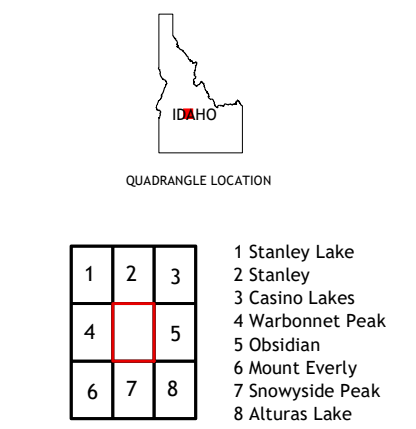 IDAHO
QUADRANGLE LOCATION
1 2 3
4 5
6 7 8
1 Stanley Lake
2 Stanley
3 Casino Lakes
4 Warbonnet Peak
5 Obsidian
6 Mount Everly
7 Snowyside Peak
8 Alturas Lake